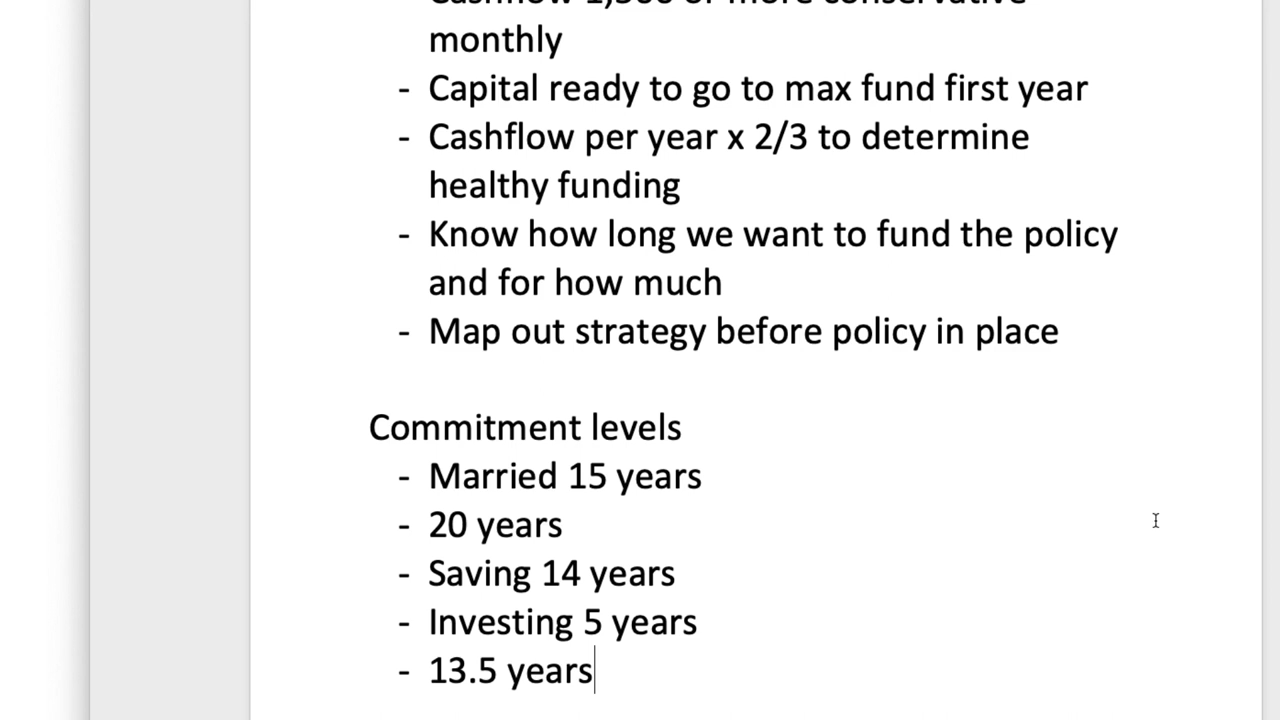 monthly
- Capital ready to go to max fund first year
- Cashflow per year x 2/3 to determine
healthy funding
- Know how long we want to fund the policy
and for how much
- Map out strategy before policy in place
Commitment levels
- Married 15 years
- 20 years
- Saving 14 years
- Investing 5 years
- 13.5 years